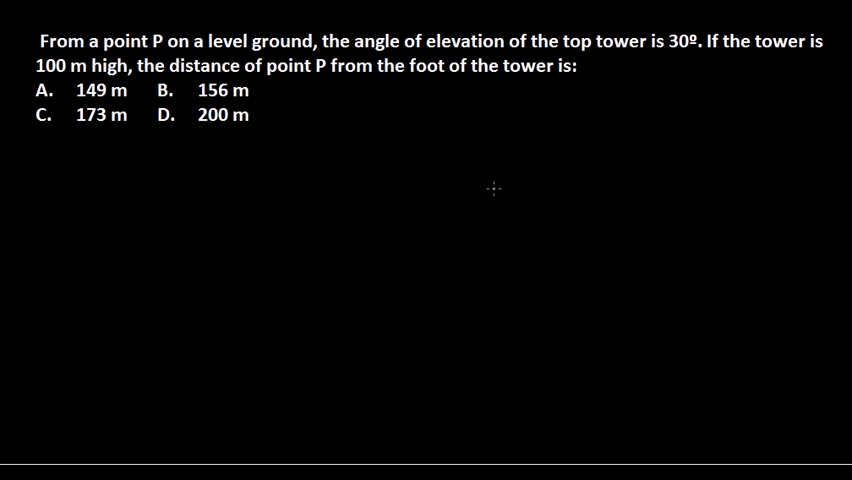 From a point P on a level ground, the angle of elevation of the top tower is 30º. If the tower is
100 m high, the distance of point P from the foot of the tower is:
A. 149 m B. 156 m
C. 173 m D. 200 m